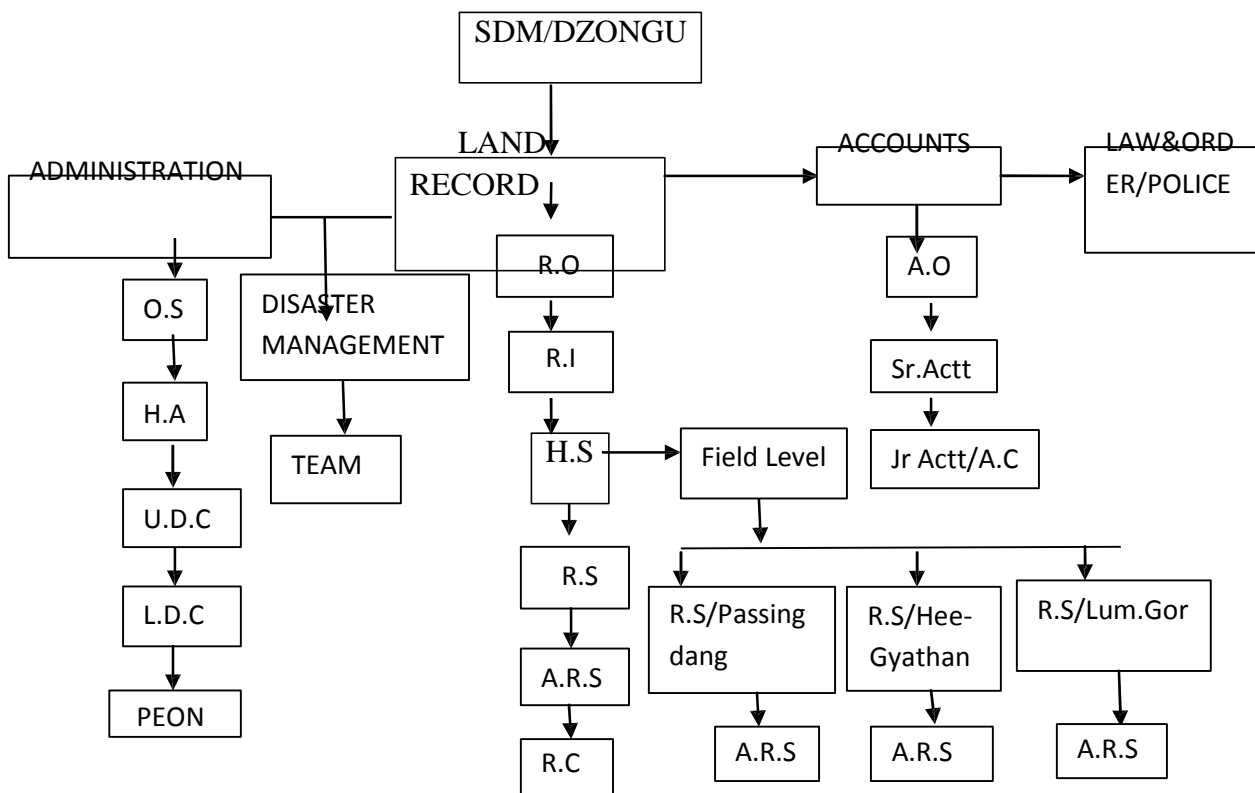 SDM/DZONGU
LAND
RECORD
ADMINISTRATION
ACCOUNTS
LAW&ORD
ER/POLICE
O.S
H.A
U.D.C
L.D.C
PEON
DISASTER
MANAGEMENT
TEAM
R.O
R.I
H.S
R.S
A.R.S
R.C
Field Level
R.S/Passing
dang
A.R.S
R.S/Hee-
Gyathan
A.R.S
R.S/Lum.Gor
A.R.S
A.O
Sr.Actt
Jr Actt/A.C